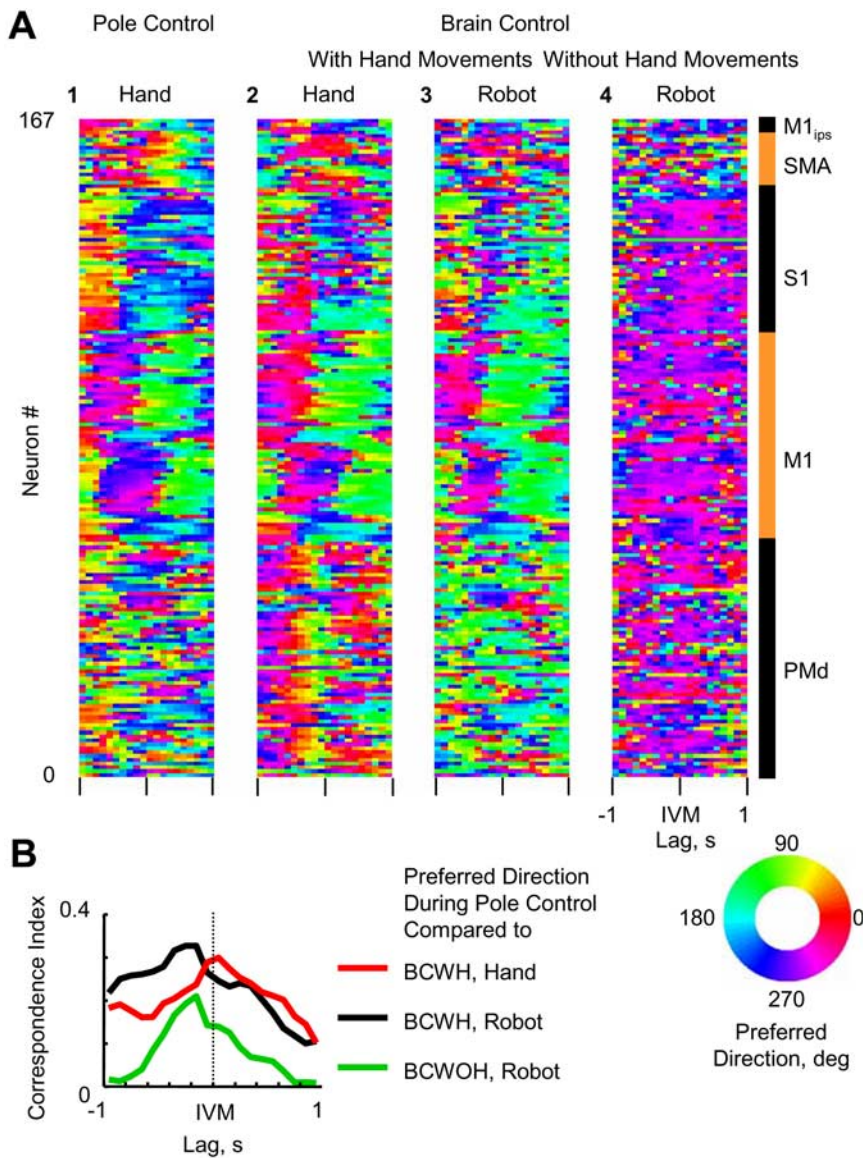 A
Pole Control
Brain Control
With Hand Movements
Without Hand Movements
1 Hand
2 Hand
3 Robot
4 Robot
167
Neuron #
0
M1ips
SMA
S1
M1
PMd
-1 IVM 1
Lag, s
B
0.4
Correspondence Index
0
-1 IVM 1
Lag, s
Preferred Direction
During Pole Control
Compared to
BCWH, Hand
BCWH, Robot
BCWOH, Robot
90
180
0
270
Preferred
Direction, deg